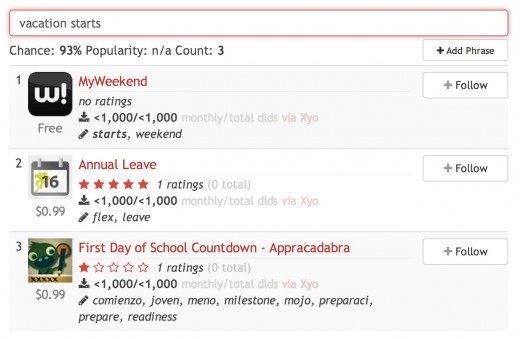 vacation starts
Chance: 93% Popularity: n/a Count: 3
+ Add Phrase
1
w!
MyWeekend
+ Follow
no ratings
<1,000/<1,000 monthly/total dlds via Xyo
Free
starts, weekend
2
16
Annual Leave
+ Follow
1 ratings (0 total)
<1,000/<1,000 monthly/total dlds via Xyo
$0.99
flex, leave
3
XXXXX
First Day of School Countdown - Appracadabra
+ Follow
1 ratings (0 total)
<1,000/<1,000 monthly/total dlds via Xyo
$0.99
comienzo, joven, meno, milestone, mojo, preparaci,
prepare, readiness